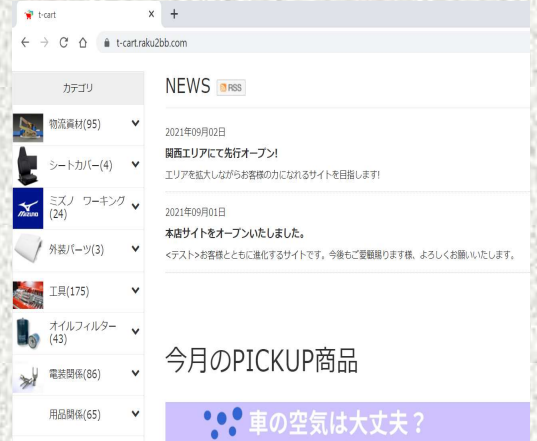 t-cart
t-cart.raku2bb.com
カテゴリ
物流資材(95)
シートカバー(4)
MIZUNO
ミズノ　ワーキング
(24)
外装パーツ(3)
工具(175)
オイルフィルター
(43)
電装関係(86)
用品関係(65)
NEWS
RSS
2021年09月02日
関西エリアにて先行オープン!
エリアを拡大しながらお客様の力になれるサイトを目指します!
2021年09月01日
本店サイトをオープンいたしました。
<テスト>お客様とともに進化するサイトです。今後もご愛顧賜ります様、よろしくお願いいたします。
今月のPICKUP商品
車の空気は大丈夫？